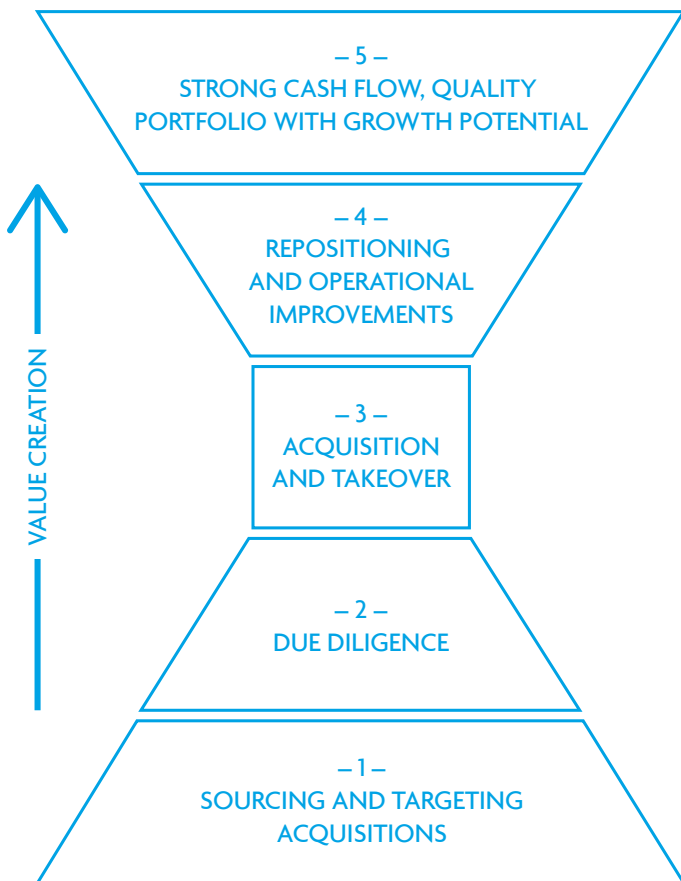 – 5 –
STRONG CASH FLOW, QUALITY
PORTFOLIO WITH GROWTH POTENTIAL
– 4 –
REPOSITIONING
AND OPERATIONAL
IMPROVEMENTS
VALUE CREATION
– 3 –
ACQUISITION
AND TAKEOVER
– 2 –
DUE DILIGENCE
– 1 –
SOURCING AND TARGETING
ACQUISITIONS